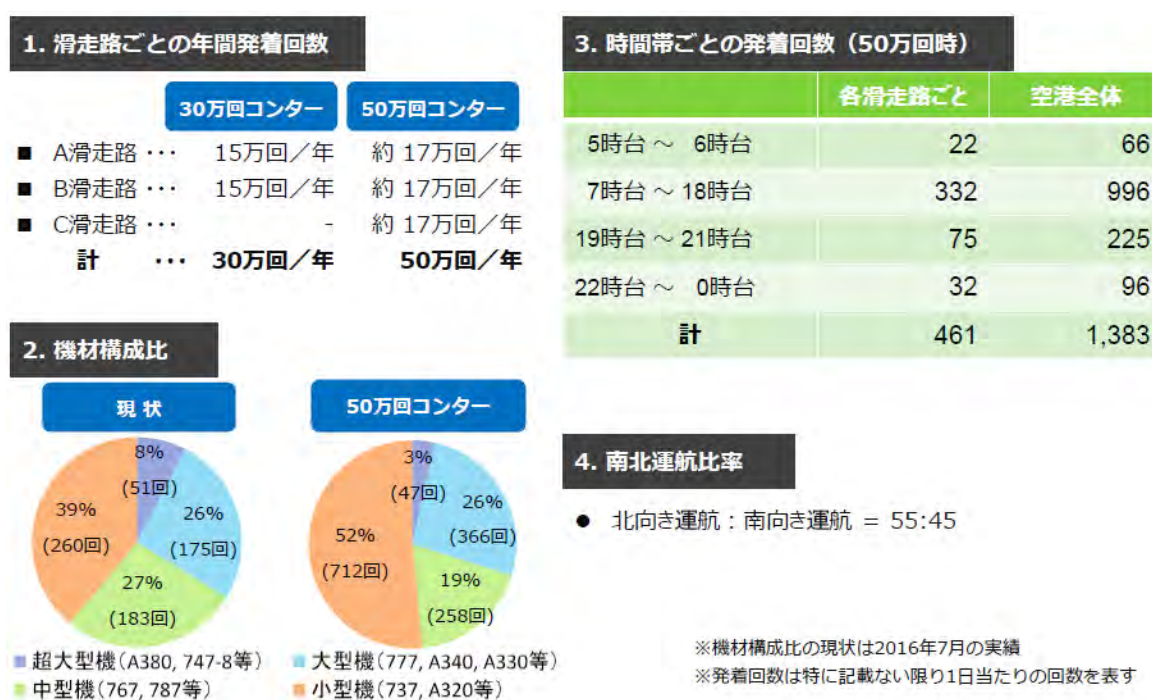 1. 滑走路ごとの年間発着回数
30万回コンター 50万回コンター
■ A滑走路 ・・・ 15万回／年 約 17万回／年
■ B滑走路 ・・・ 15万回／年 約 17万回／年
■ C滑走路 ・・・ - 約 17万回／年
計 ・・・ 30万回／年 50万回／年
2. 機材構成比
現 状
8%
(51回)
26%
(175回)
27%
(183回)
39%
(260回)
50万回コンター
3%
(47回)
26%
(366回)
19%
(258回)
52%
(712回)
■ 超大型機（A380, 747-8等） ■ 大型機（777, A340, A330等）
■ 中型機（767, 787等） ■ 小型機（737, A320等）
3. 時間帯ごとの発着回数（50万回時）
各滑走路ごと 空港全体
5時台 ～ 6時台 22 66
7時台 ～ 18時台 332 996
19時台 ～ 21時台 75 225
22時台 ～ 0時台 32 96
計 461 1,383
4. 南北運航比率
● 北向き運航：南向き運航 = 55:45
※機材構成比の現状は2016年7月の実績
※発着回数は特に記載ない限り1日当たりの回数を表す